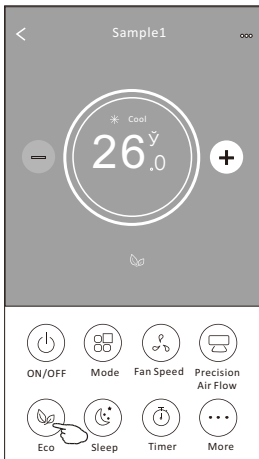 Sample1
Cool
26.0 ў
ON/OFF Mode Fan Speed Precision Air Flow
Eco Sleep Timer More